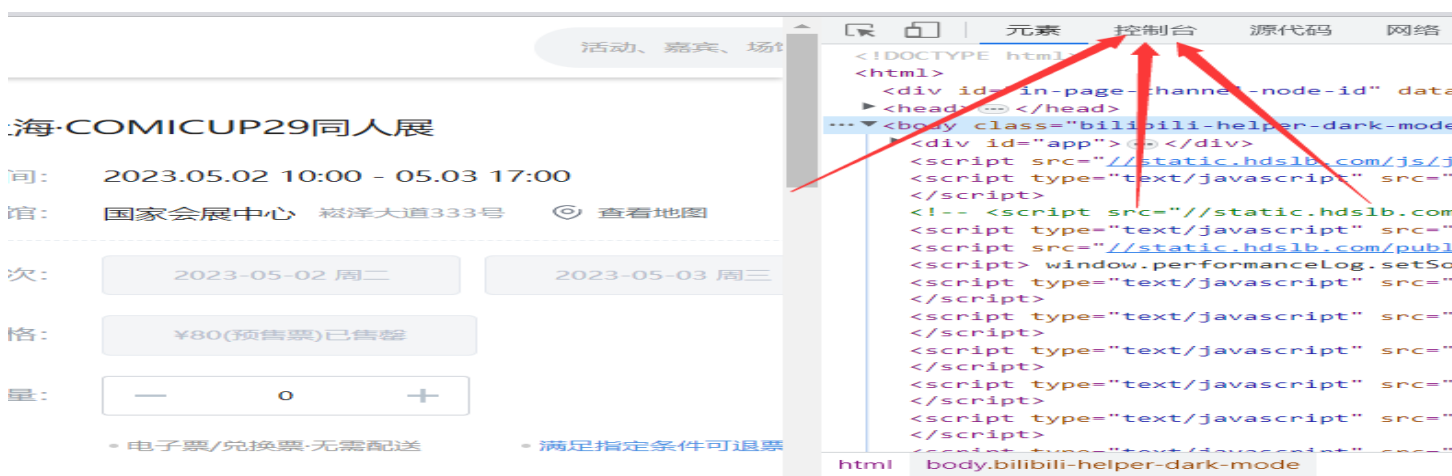 活动、嘉宾、场
上海·COMICUP29同人展
间: 2023.05.02 10:00 - 05.03 17:00
馆: 国家会展中心 崧泽大道333号 查看地图
次: 2023-05-02 周二 2023-05-03 周三
格: ¥80(预售票)已售罄
量: 0
电子票/兑换票·无需配送 满足指定条件可退票
元素 控制台 源代码 网络
<!DOCTYPE html>
<html>
<div id="in-page-channel-node-id" data
<head> ... </head>
... <body class="bilibili-helper-dark-mode
<div id="app"> ... </div>
<script src="//static.hdslb.com/js/j
<script type="text/javascript" src="
</script>
<!-- <script src="//static.hdslb.com
<script type="text/javascript" src="
<script src="//static.hdslb.com/publ
<script> window.performanceLog.setSc
<script type="text/javascript" src="
</script>
<script type="text/javascript" src="
</script>
<script type="text/javascript" src="
</script>
<script type="text/javascript" src="
</script>
<script type="text/javascript" src="
</script>
html body.bilibili-helper-dark-mode